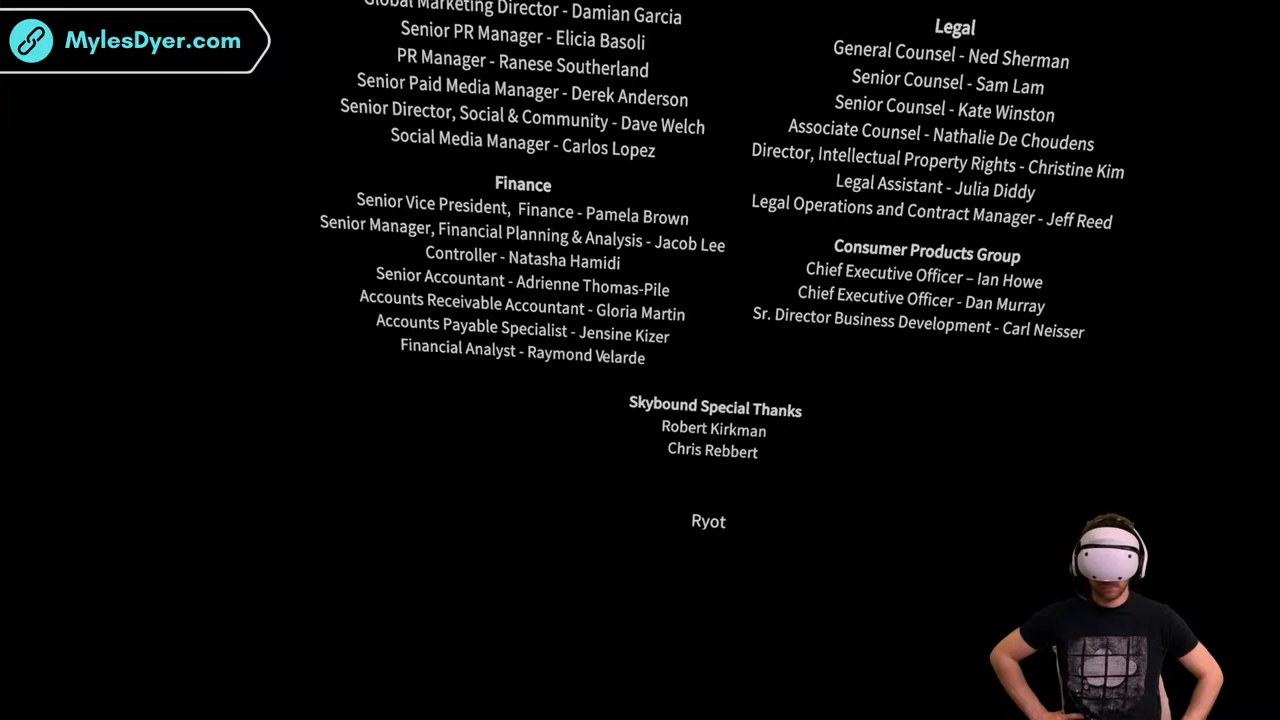 MylesDyer.com
Global Marketing Director - Damian Garcia
Senior PR Manager - Elicia Basoli
PR Manager - Ranese Southerland
Senior Paid Media Manager - Derek Anderson
Senior Director, Social & Community - Dave Welch
Social Media Manager - Carlos Lopez
Finance
Senior Vice President, Finance - Pamela Brown
Senior Manager, Financial Planning & Analysis - Jacob Lee
Controller - Natasha Hamidi
Senior Accountant - Adrienne Thomas-Pile
Accounts Receivable Accountant - Gloria Martin
Accounts Payable Specialist - Jensine Kizer
Financial Analyst - Raymond Velarde
Legal
General Counsel - Ned Sherman
Senior Counsel - Sam Lam
Senior Counsel - Kate Winston
Associate Counsel - Nathalie De Choudens
Director, Intellectual Property Rights - Christine Kim
Legal Assistant - Julia Diddy
Legal Operations and Contract Manager - Jeff Reed
Consumer Products Group
Chief Executive Officer – Ian Howe
Chief Executive Officer - Dan Murray
Sr. Director Business Development - Carl Neisser
Skybound Special Thanks
Robert Kirkman
Chris Rebbert
Ryot